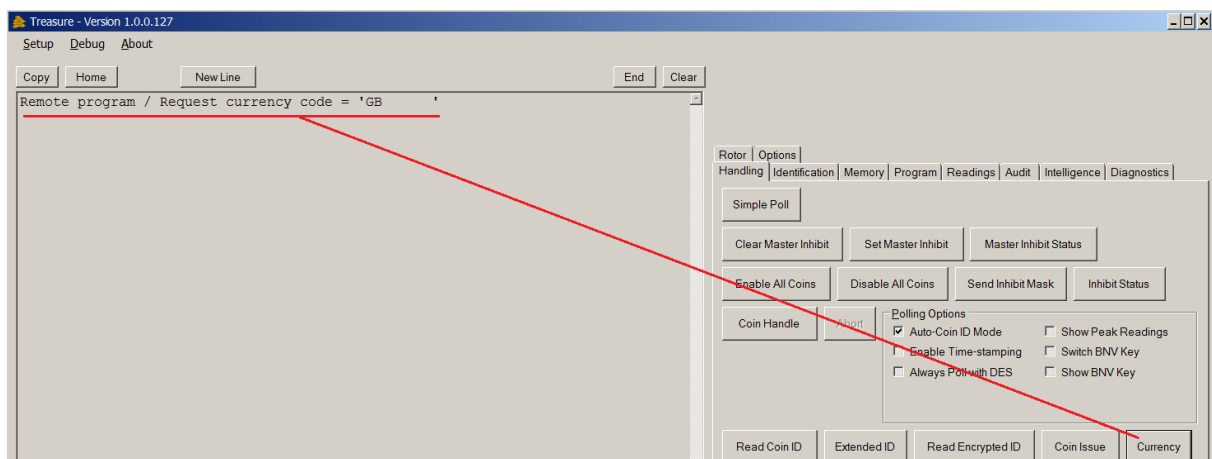 Treasure - Version 1.0.0.127
Setup Debug About
Copy Home New Line End Clear
Remote program / Request currency code = 'GB      '
Rotor Options
Handling Identification Memory Program Readings Audit Intelligence Diagnostics
Simple Poll
Clear Master Inhibit Set Master Inhibit Master Inhibit Status
Enable All Coins Disable All Coins Send Inhibit Mask Inhibit Status
Coin Handle Abort Polling Options
Auto-Coin ID Mode Show Peak Readings
Enable Time-stamping Switch BNV Key
Always Poll with DES Show BNV Key
Read Coin ID Extended ID Read Encrypted ID Coin Issue Currency